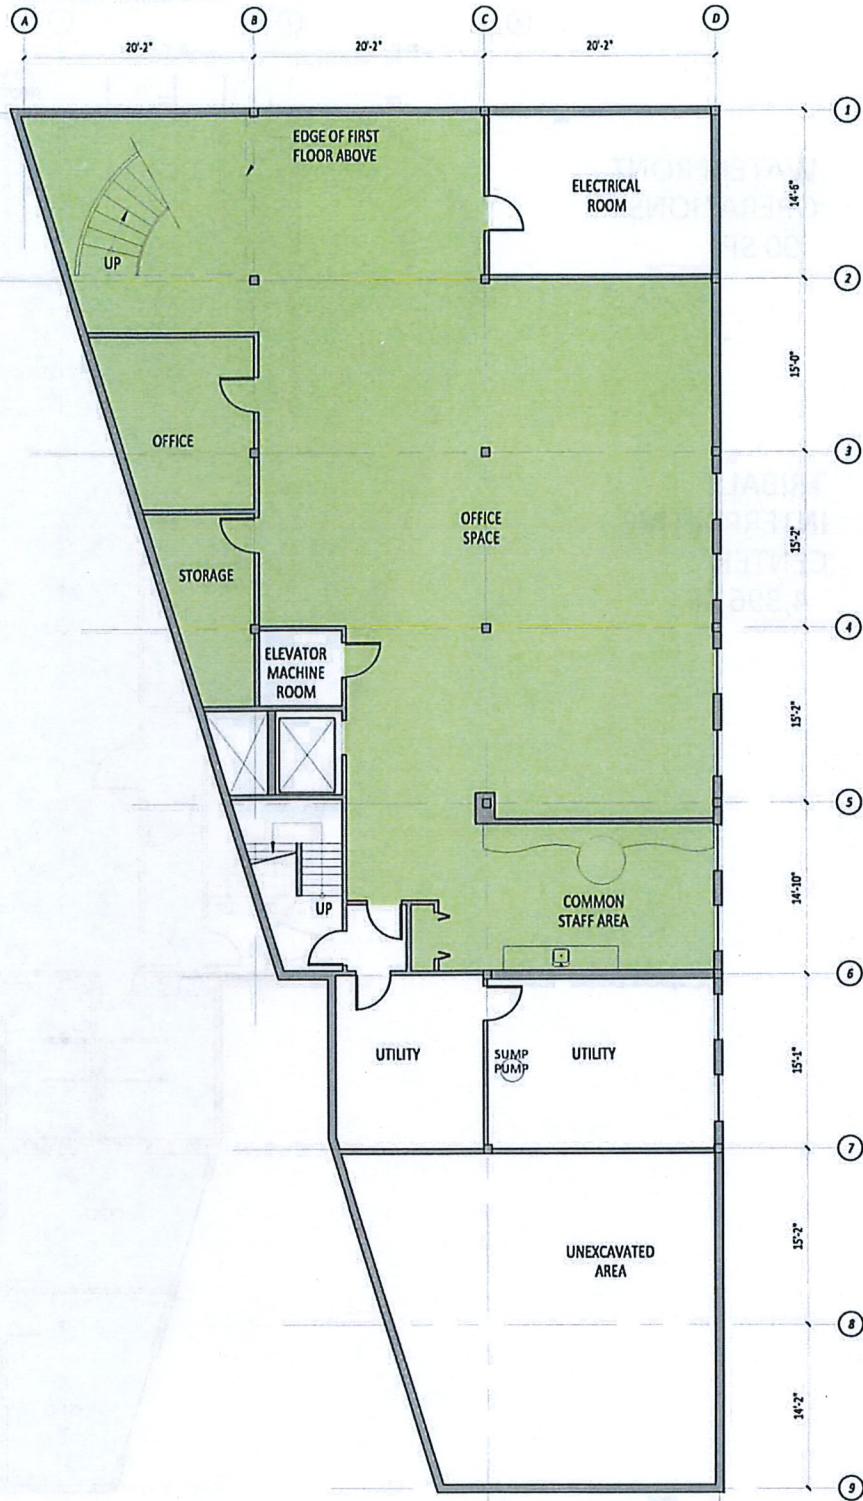 A
B
C
D
20'-2"
20'-2"
20'-2"
1
EDGE OF FIRST
FLOOR ABOVE
ELECTRICAL
ROOM
14'-6"
UP
2
15'-0"
OFFICE
3
OFFICE
SPACE
15'-2"
STORAGE
4
ELEVATOR
MACHINE
ROOM
15'-2"
5
COMMON
STAFF AREA
14'-10"
UP
6
UTILITY
SUMP
PUMP
UTILITY
15'-1"
7
UNEXCAVATED
AREA
15'-2"
8
14'-2"
9